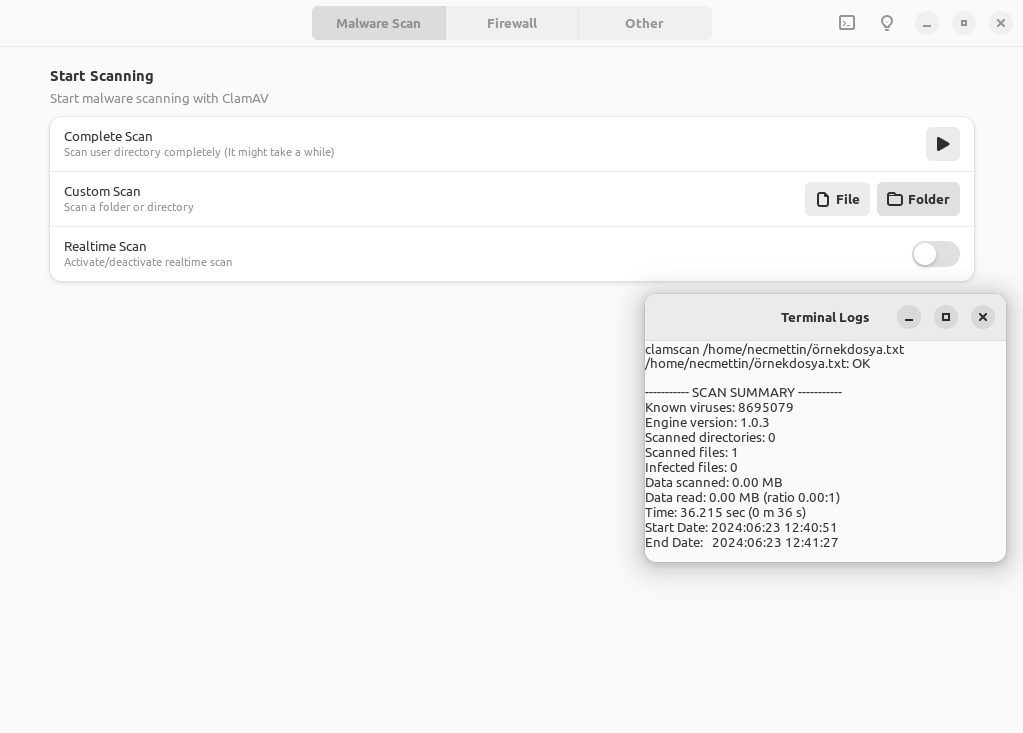 Malware Scan
Firewall
Other
Start Scanning
Start malware scanning with ClamAV
Complete Scan
Scan user directory completely (It might take a while)
Custom Scan
Scan a folder or directory
File
Folder
Realtime Scan
Activate/deactivate realtime scan
Terminal Logs
clamscan /home/necmettin/örnekdosya.txt
/home/necmettin/örnekdosya.txt: OK
----------- SCAN SUMMARY -----------
Known viruses: 8695079
Engine version: 1.0.3
Scanned directories: 0
Scanned files: 1
Infected files: 0
Data scanned: 0.00 MB
Data read: 0.00 MB (ratio 0.00:1)
Time: 36.215 sec (0 m 36 s)
Start Date: 2024:06:23 12:40:51
End Date:   2024:06:23 12:41:27